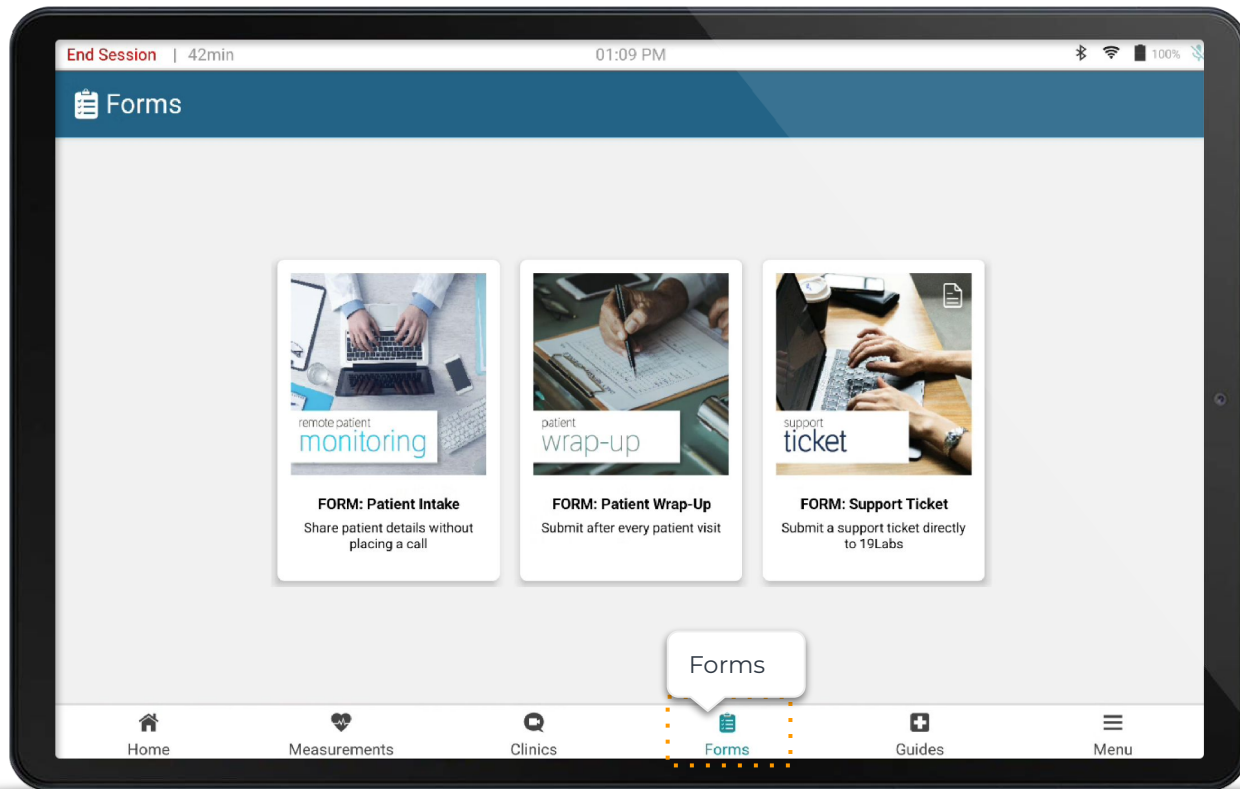 End Session | 42min
01:09 PM
100%
Forms
remote patient
monitoring
FORM: Patient Intake
Share patient details without
placing a call
patient
wrap-up
FORM: Patient Wrap-Up
Submit after every patient visit
support
ticket
FORM: Support Ticket
Submit a support ticket directly
to 19Labs
Forms
Home
Measurements
Clinics
Forms
Guides
Menu